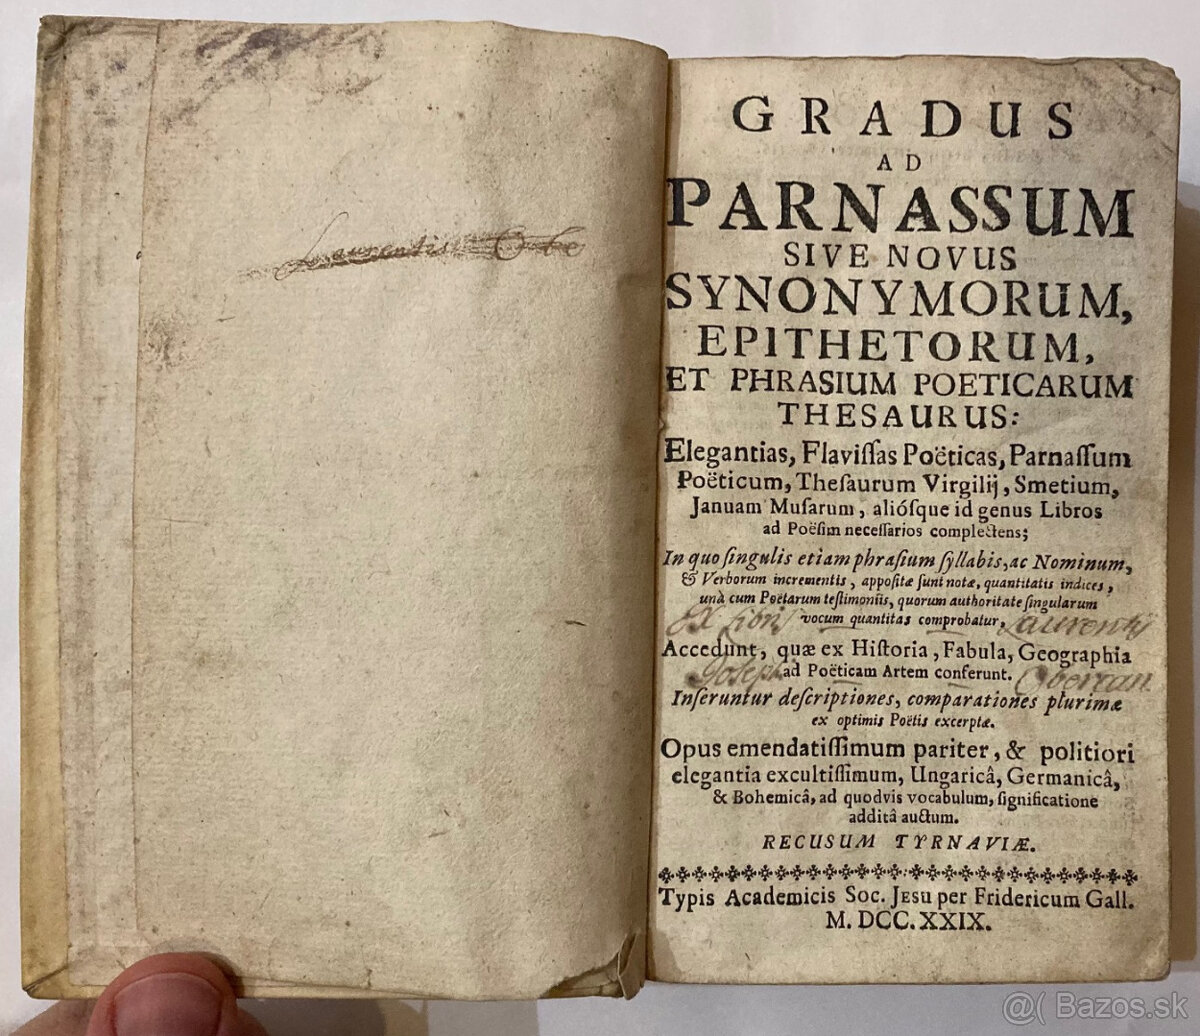 Laurentis
GRADUS
AD
PARNASSUM
SIVE NOVUS
SYNONYMORUM,
EPITHETORUM,
ET PHRASIUM POETICARUM
THESAURUS:
Elegantias, Flaviſſas Poëticas, Parnaſſum
Poëticum, Theſaurum Virgilij, Smetium,
Januam Muſarum, alióſque id genus Libros
ad Poëſim neceſſarios complectens;
In quo ſingulis etiam phraſium ſyllabis, ac Nominum,
& Verborum incrementis, appoſitæ ſunt notæ, quantitatis indices,
unà cum Poëtarum teſtimoniis, quorum authoritate ſingularum
vocum quantitas comprobatur,
Ex Libris Laurentij
Accedunt, quæ ex Hiſtoria, Fabula, Geographia
ad Poëticam Artem conferunt.
Josephi
Inſeruntur deſcriptiones, comparationes plurimæ
ex optimis Poëtis excerptæ.
Opus emendatiſſimum pariter, & politiori
elegantia excultiſſimum, Ungaricâ, Germanicâ,
& Bohemicâ, ad quodvis vocabulum, ſignificatione
additâ auctum.
RECUSUM TYRNAVIÆ.
Typis Academicis Soc. JESU per Fridericum Gall.
M. DCC. XXIX.
@( Bazos.sk